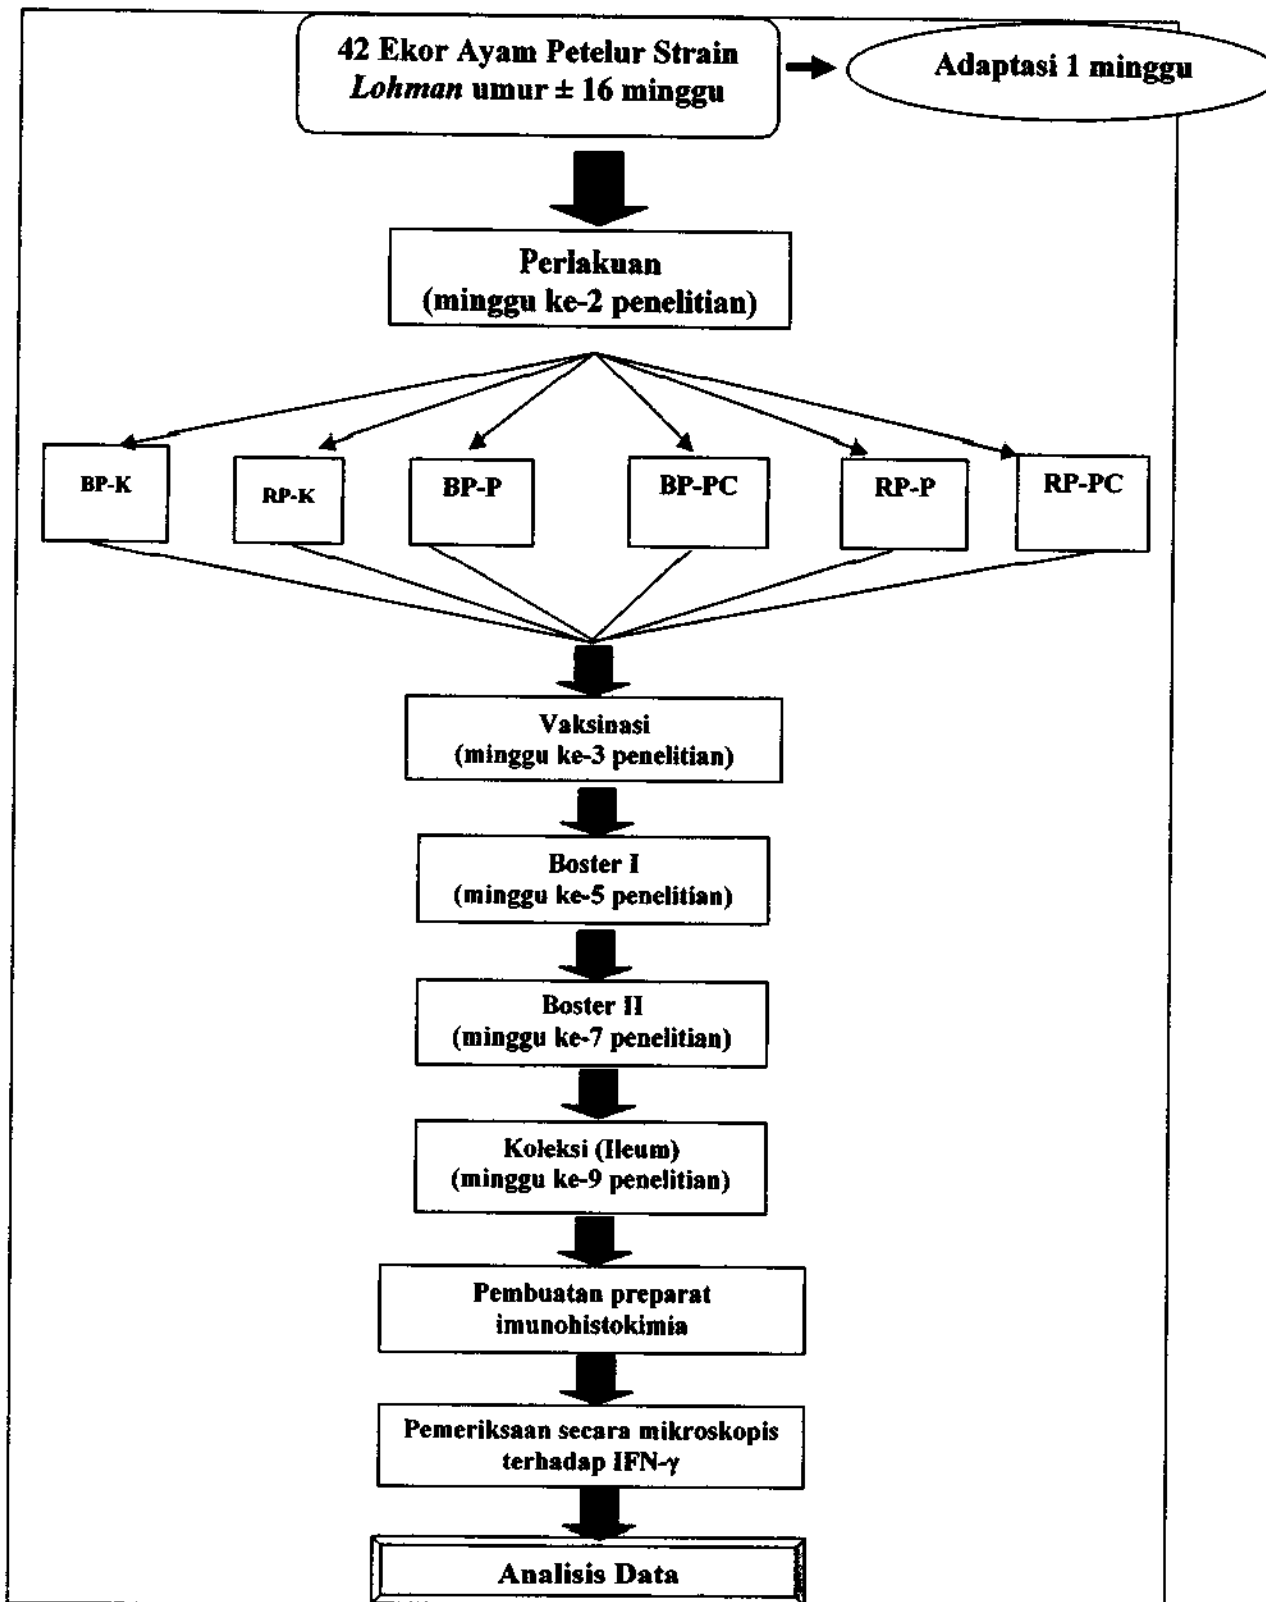 42 Ekor Ayam Petelur Strain
Lohman umur ± 16 minggu
Adaptasi 1 minggu
Perlakuan
(minggu ke-2 penelitian)
BP-K
RP-K
BP-P
BP-PC
RP-P
RP-PC
Vaksinasi
(minggu ke-3 penelitian)
Boster I
(minggu ke-5 penelitian)
Boster II
(minggu ke-7 penelitian)
Koleksi (Ileum)
(minggu ke-9 penelitian)
Pembuatan preparat
imunohistokimia
Pemeriksaan secara mikroskopis
terhadap IFN-γ
Analisis Data